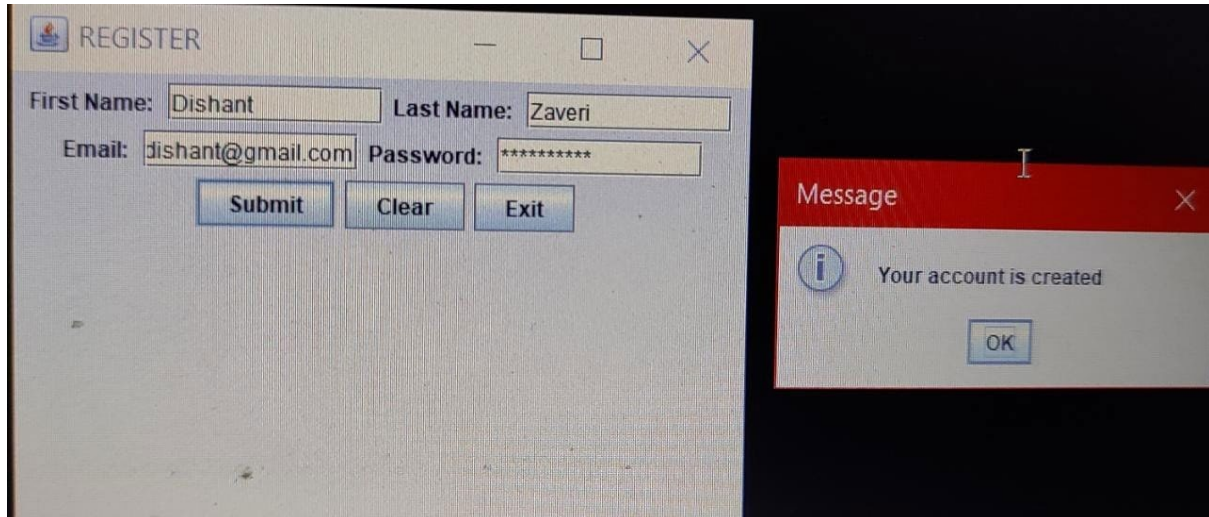 REGISTER
First Name: Dishant Last Name: Zaveri
Email: dishant@gmail.com Password: **********
Submit Clear Exit
Message
Your account is created
OK